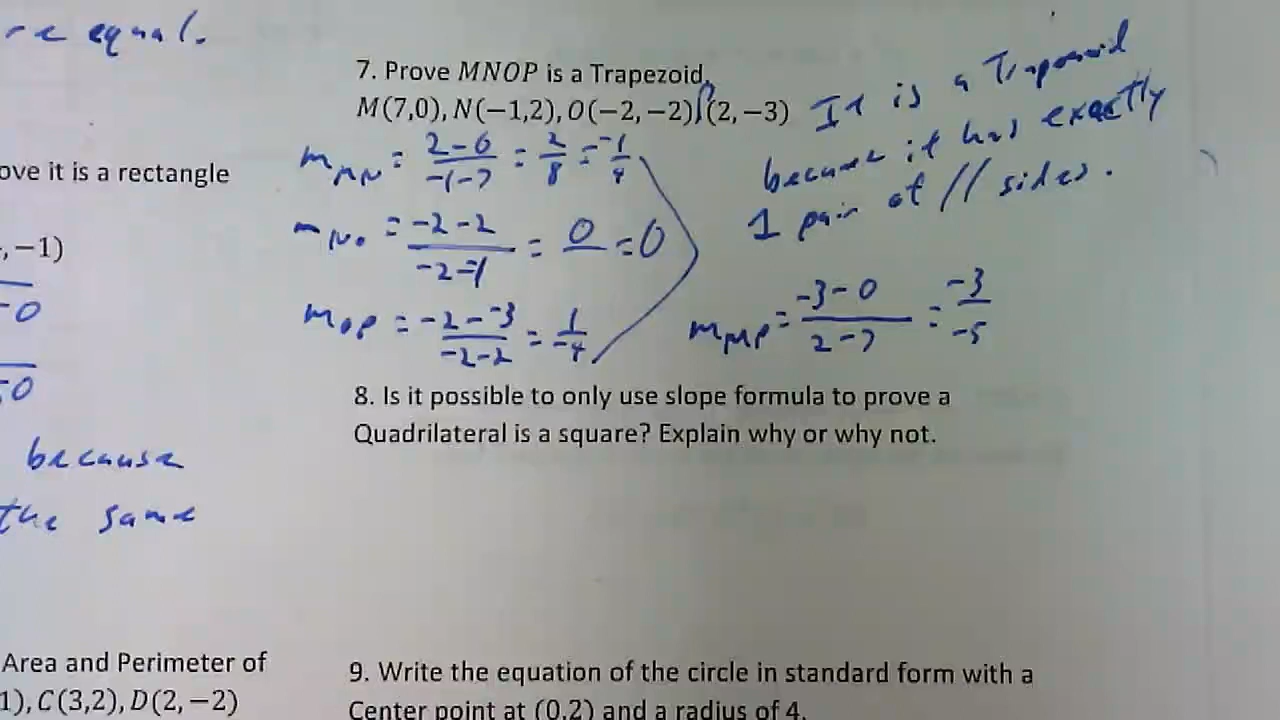 re equal.
7. Prove MNOP is a Trapezoid,
M(7,0), N(−1,2), O(−2,−2) P(2,−3)
It is a Trapezoid
because it has exactly
1 pair of // sides.
m MN = 2-0/-1-7 = 2/8 = -1/4
m NO = -2-2/-2--1 = 0/ = 0
m OP = -2--3/-2-2 = 1/-4
m MP = -3-0/2-7 = -3/-5
ove it is a rectangle
,−1)
-0
0
because
the same
8. Is it possible to only use slope formula to prove a
Quadrilateral is a square? Explain why or why not.
Area and Perimeter of
1), C(3,2), D(2,−2)
9. Write the equation of the circle in standard form with a
Center point at (0,2) and a radius of 4.